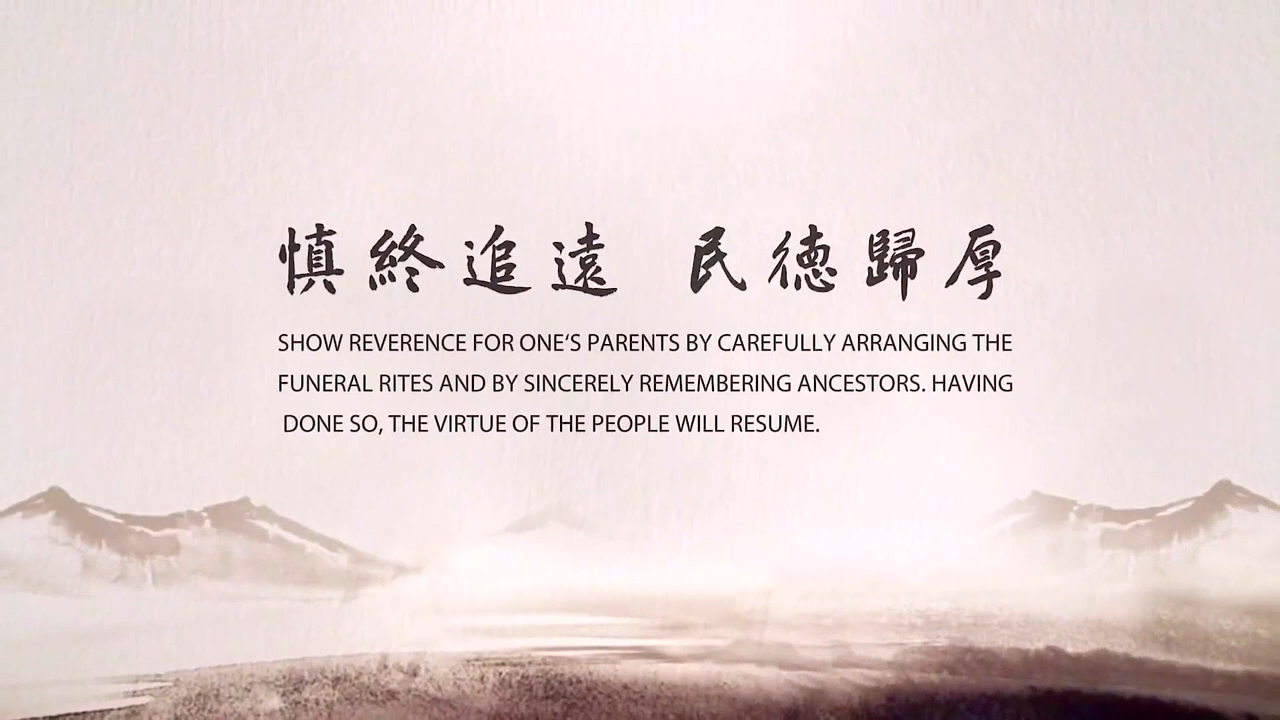 慎終追遠 民德歸厚
SHOW REVERENCE FOR ONE‘S PARENTS BY CAREFULLY ARRANGING THE
FUNERAL RITES AND BY SINCERELY REMEMBERING ANCESTORS. HAVING
DONE SO, THE VIRTUE OF THE PEOPLE WILL RESUME.